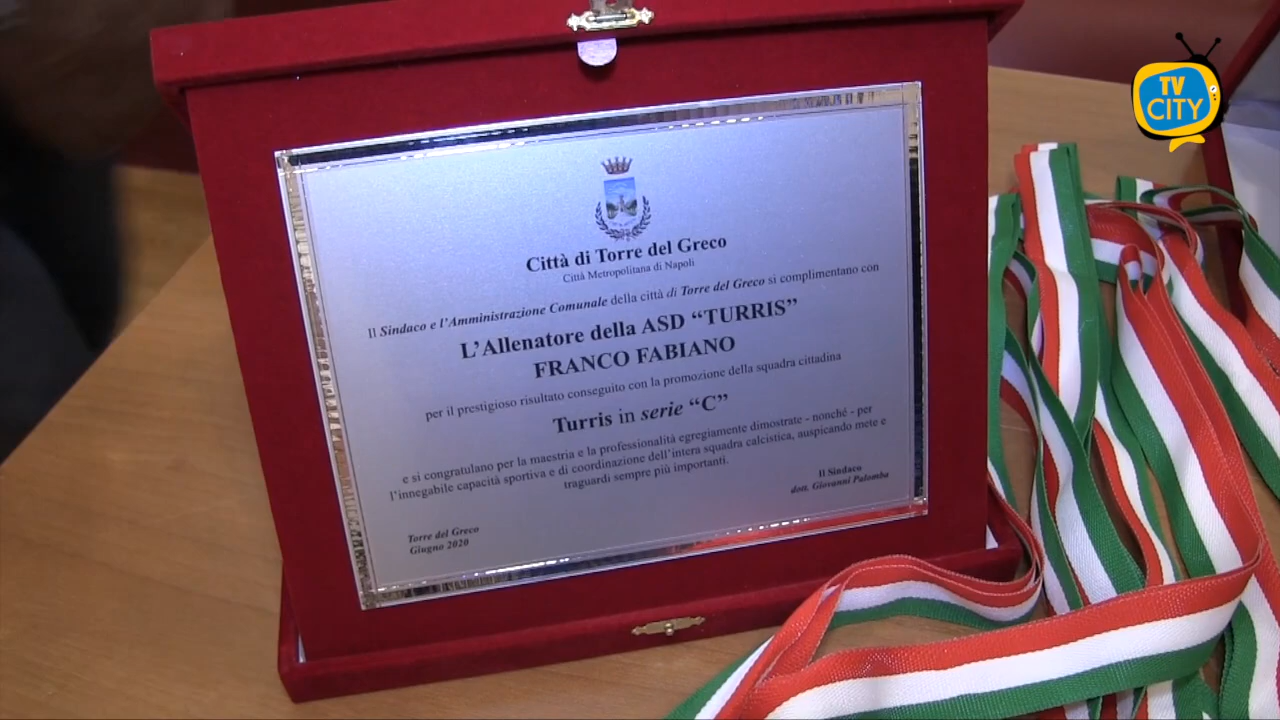 TV
CITY
Città di Torre del Greco
Città Metropolitana di Napoli
Il Sindaco e l'Amministrazione Comunale della città di Torre del Greco si complimentano con
L'Allenatore della ASD “TURRIS”
FRANCO FABIANO
per il prestigioso risultato conseguito con la promozione della squadra cittadina
Turris in serie “C”
e si congratulano per la maestria e la professionalità egregiamente dimostrate - nonché - per
l'innegabile capacità sportiva e di coordinazione dell'intera squadra calcistica, auspicando mete e
traguardi sempre più importanti.
Il Sindaco
dott. Giovanni Palomba
Torre del Greco
Giugno 2020